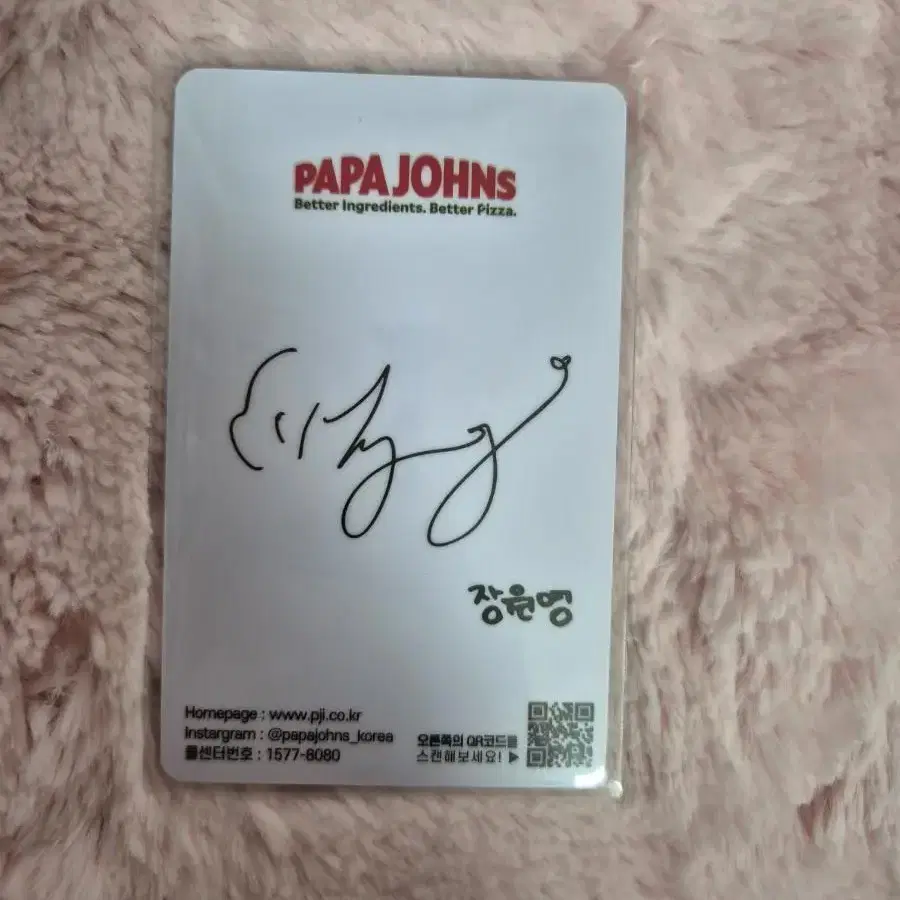 PAPA JOHNS
Better Ingredients. Better Pizza.
장원영
Homepage : www.pji.co.kr
Instargram : @papajohns_korea
콜센터번호 : 1577-8080
오른쪽의 QR코드를
스캔해보세요! ▶